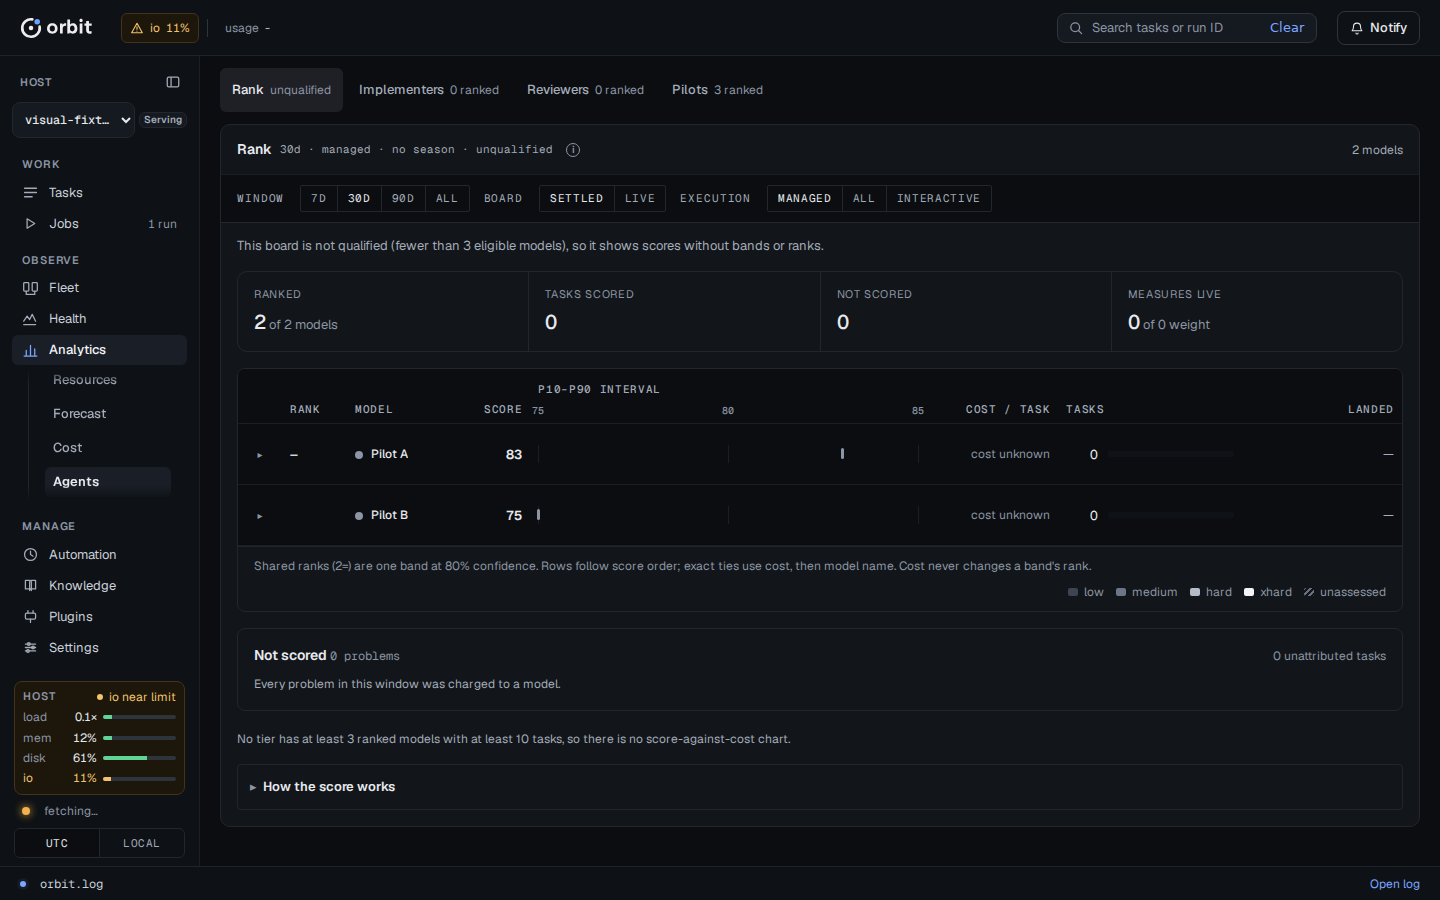 orbit
io 11%
usage -
Search tasks or run ID
Clear
Notify
HOST
visual-fixt…
Serving
WORK
Tasks
Jobs 1 run
OBSERVE
Fleet
Health
Analytics
Resources
Forecast
Cost
Agents
MANAGE
Automation
Knowledge
Plugins
Settings
HOST io near limit
load 0.1×
mem 12%
disk 61%
io 11%
fetching…
UTC LOCAL
Rank unqualified
Implementers 0 ranked
Reviewers 0 ranked
Pilots 3 ranked
Rank 30d · managed · no season · unqualified
2 models
WINDOW 7D 30D 90D ALL BOARD SETTLED LIVE EXECUTION MANAGED ALL INTERACTIVE
This board is not qualified (fewer than 3 eligible models), so it shows scores without bands or ranks.
RANKED
2 of 2 models
TASKS SCORED
0
NOT SCORED
0
MEASURES LIVE
0 of 0 weight
P10–P90 INTERVAL
RANK MODEL SCORE 75 80 85 COST / TASK TASKS LANDED
▸ – Pilot A 83 cost unknown 0 —
▸ Pilot B 75 cost unknown 0 —
Shared ranks (2=) are one band at 80% confidence. Rows follow score order; exact ties use cost, then model name. Cost never changes a band's rank.
low medium hard xhard unassessed
Not scored 0 problems
0 unattributed tasks
Every problem in this window was charged to a model.
No tier has at least 3 ranked models with at least 10 tasks, so there is no score-against-cost chart.
▸ How the score works
orbit.log
Open log